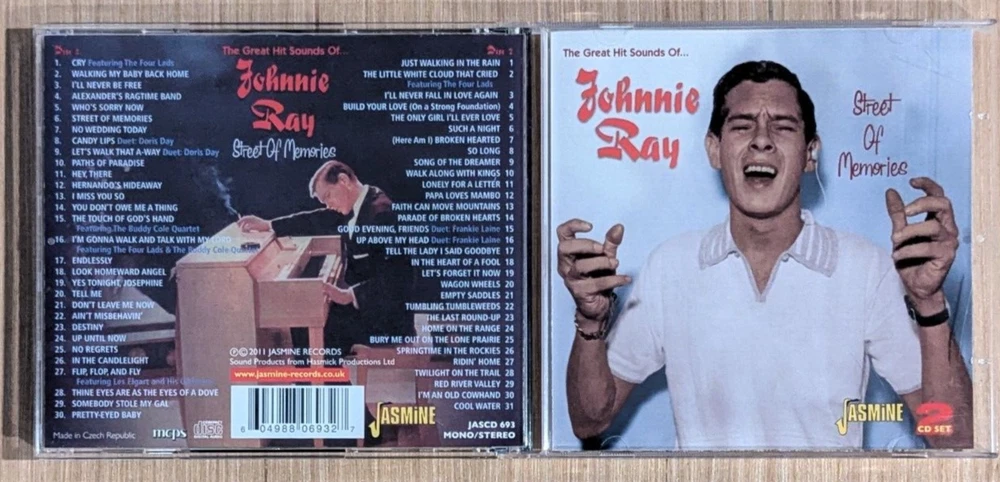 The Great Hit Sounds Of...
Johnnie
Ray
Street Of Memories
Disc 1
1. CRY Featuring The Four Lads
2. WALKING MY BABY BACK HOME
3. I'LL NEVER BE FREE
4. ALEXANDER'S RAGTIME BAND
5. WHO'S SORRY NOW
6. STREET OF MEMORIES
7. NO WEDDING TODAY
8. CANDY LIPS Duet: Doris Day
9. LET'S WALK THAT A-WAY Duet: Doris Day
10. PATHS OF PARADISE
11. HEY, THERE
12. HERNANDO'S HIDEAWAY
13. I MISS YOU SO
14. YOU DON'T OWE ME A THING
15. THE TOUCH OF GOD'S HAND
Featuring The Buddy Cole Quartet
16. I'M GONNA WALK AND TALK WITH MY LORD
Featuring The Four Lads & The Buddy Cole Quartet
17. ENDLESSLY
18. LOOK HOMEWARD ANGEL
19. YES TONIGHT, JOSEPHINE
20. TELL ME
21. DON'T LEAVE ME NOW
22. AIN'T MISBEHAVIN'
23. DESTINY
24. UP UNTIL NOW
25. NO REGRETS
26. IN THE CANDLELIGHT
27. FLIP, FLOP, AND FLY
Featuring Les Elgart and His
28. THINE EYES ARE AS THE EYES OF A DOVE
29. SOMEBODY STOLE MY GAL
30. PRETTY-EYED BABY
Disc 2
JUST WALKING IN THE RAIN 1
THE LITTLE WHITE CLOUD THAT CRIED 2
Featuring The Four Lads
I'LL NEVER FALL IN LOVE AGAIN 3
BUILD YOUR LOVE (On a Strong Foundation) 4
THE ONLY GIRL I'LL EVER LOVE 5
SUCH A NIGHT 6
(Here Am I) BROKEN HEARTED 7
SO LONG 8
SONG OF THE DREAMER 9
WALK ALONG WITH KINGS 10
LONELY FOR A LETTER 11
PAPA LOVES MAMBO 12
FAITH CAN MOVE MOUNTAINS 13
PARADE OF BROKEN HEARTS 14
GOOD EVENING, FRIENDS Duet: Frankie Laine 15
UP ABOVE MY HEAD Duet: Frankie Laine 16
TELL THE LADY I SAID GOODBYE 17
IN THE HEART OF A FOOL 18
LET'S FORGET IT NOW 19
WAGON WHEELS 20
EMPTY SADDLES 21
TUMBLING TUMBLEWEEDS 22
THE LAST ROUND-UP 23
HOME ON THE RANGE 24
BURY ME OUT ON THE LONE PRAIRIE 25
SPRINGTIME IN THE ROCKIES 26
RIDIN' HOME 27
TWILIGHT ON THE TRAIL 28
RED RIVER VALLEY 29
I'M AN OLD COWHAND 30
COOL WATER 31
℗© 2011 JASMINE RECORDS
Sound Products from Hasmick Productions Ltd
www.jasmine-records.co.uk
6 04988 06932 7
Made in Czech Republic
mcps
COMPACT disc DIGITAL AUDIO
JASMINE
JASCD 693
MONO/STEREO
The Great Hit Sounds Of...
Johnnie
Ray
Street
Of
Memories
JASMINE
2
CD SET